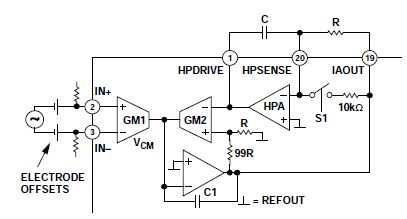 C
R
1
20
19
HPDRIVE
HPSENSE
IAOUT
IN+
2
+
GM1
−
3
IN−
VCM
−
GM2
+
HPA
−
+
S1
10kΩ
R
99R
+
−
C1
= REFOUT
ELECTRODE
OFFSETS